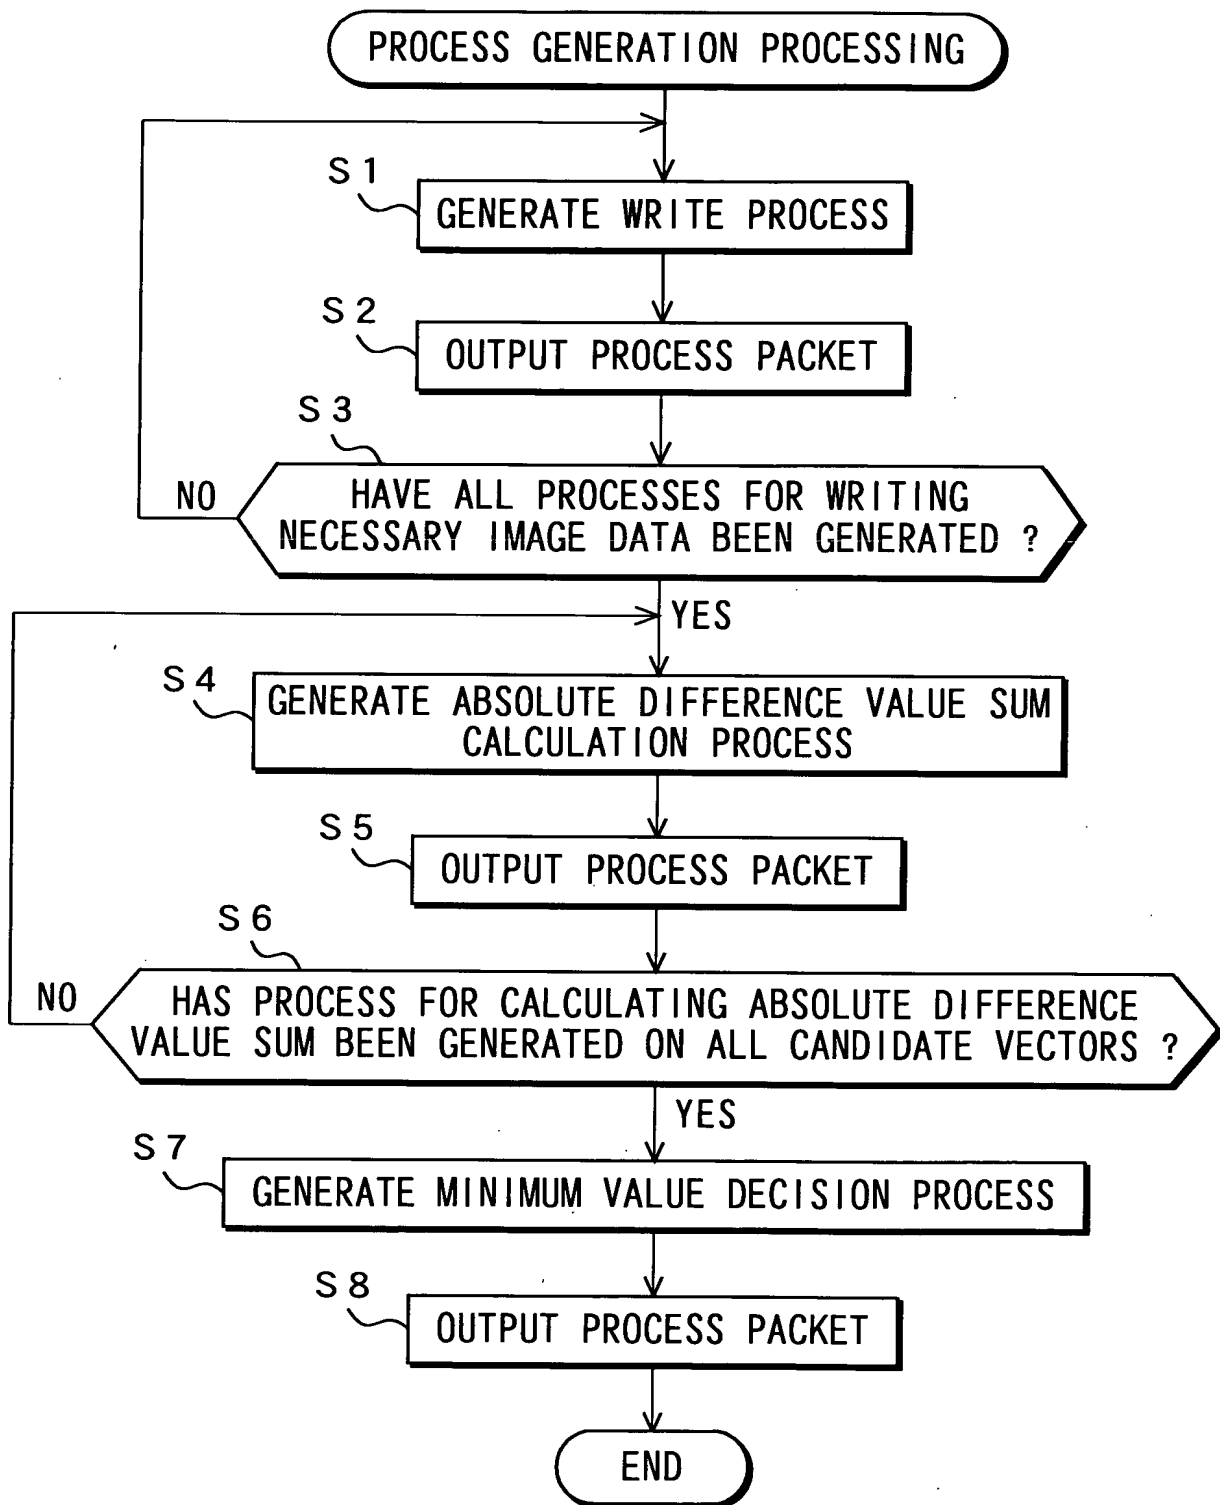 PROCESS GENERATION PROCESSING
S1
GENERATE WRITE PROCESS
S2
OUTPUT PROCESS PACKET
S3
HAVE ALL PROCESSES FOR WRITING
NECESSARY IMAGE DATA BEEN GENERATED ?
NO
YES
S4
GENERATE ABSOLUTE DIFFERENCE VALUE SUM
CALCULATION PROCESS
S5
OUTPUT PROCESS PACKET
S6
HAS PROCESS FOR CALCULATING ABSOLUTE DIFFERENCE
VALUE SUM BEEN GENERATED ON ALL CANDIDATE VECTORS ?
NO
YES
S7
GENERATE MINIMUM VALUE DECISION PROCESS
S8
OUTPUT PROCESS PACKET
END